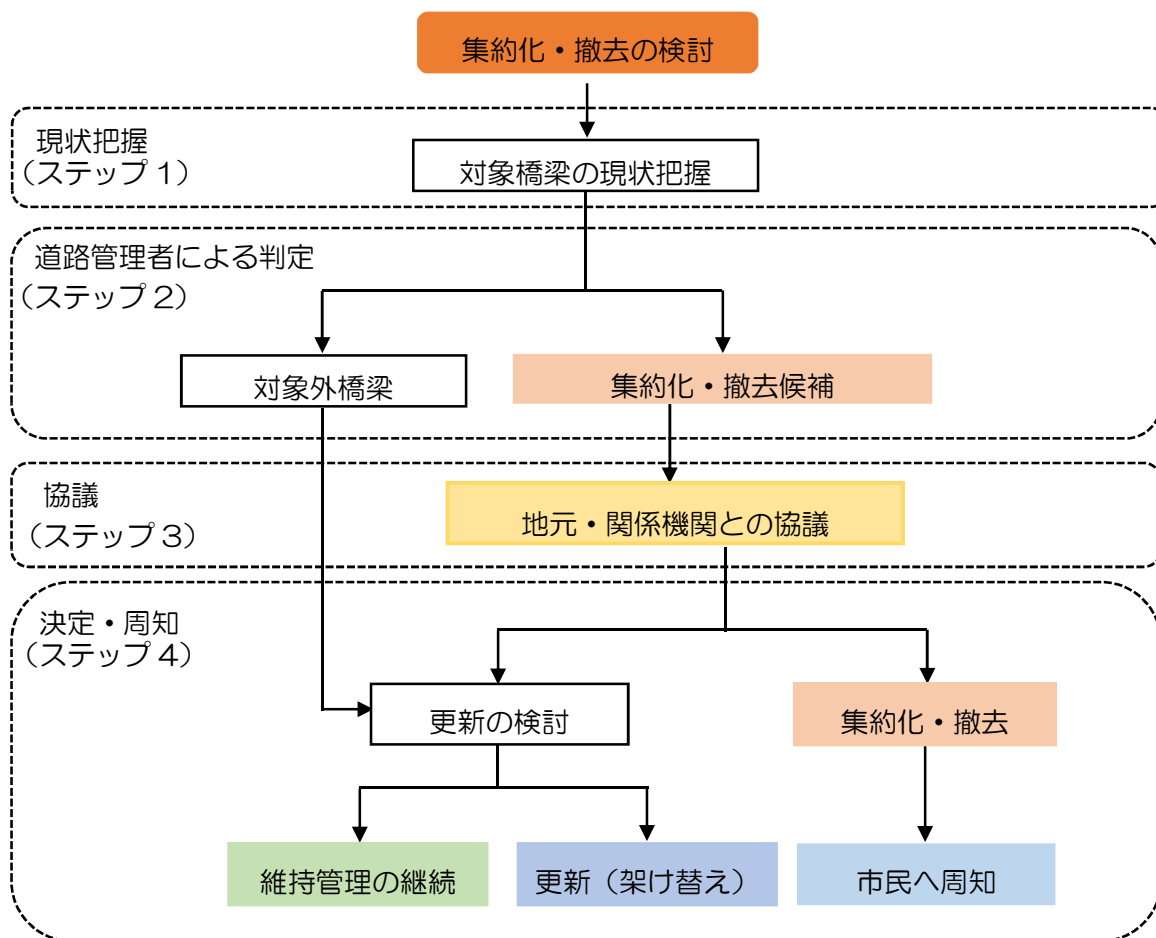 集約化・撤去の検討
現状把握
(ステップ1)
対象橋梁の現状把握
道路管理者による判定
(ステップ2)
対象外橋梁
集約化・撤去候補
協議
(ステップ3)
地元・関係機関との協議
決定・周知
(ステップ4)
更新の検討
集約化・撤去
維持管理の継続
更新(架け替え)
市民へ周知